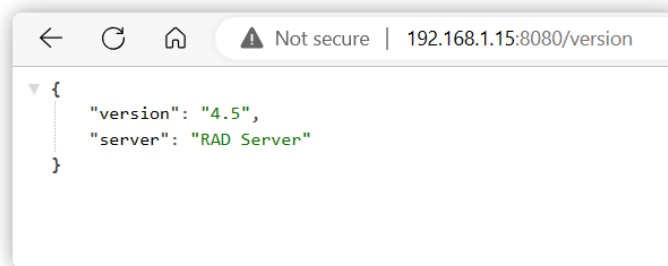 Not secure | 192.168.1.15:8080/version
{
"version": "4.5",
"server": "RAD Server"
}